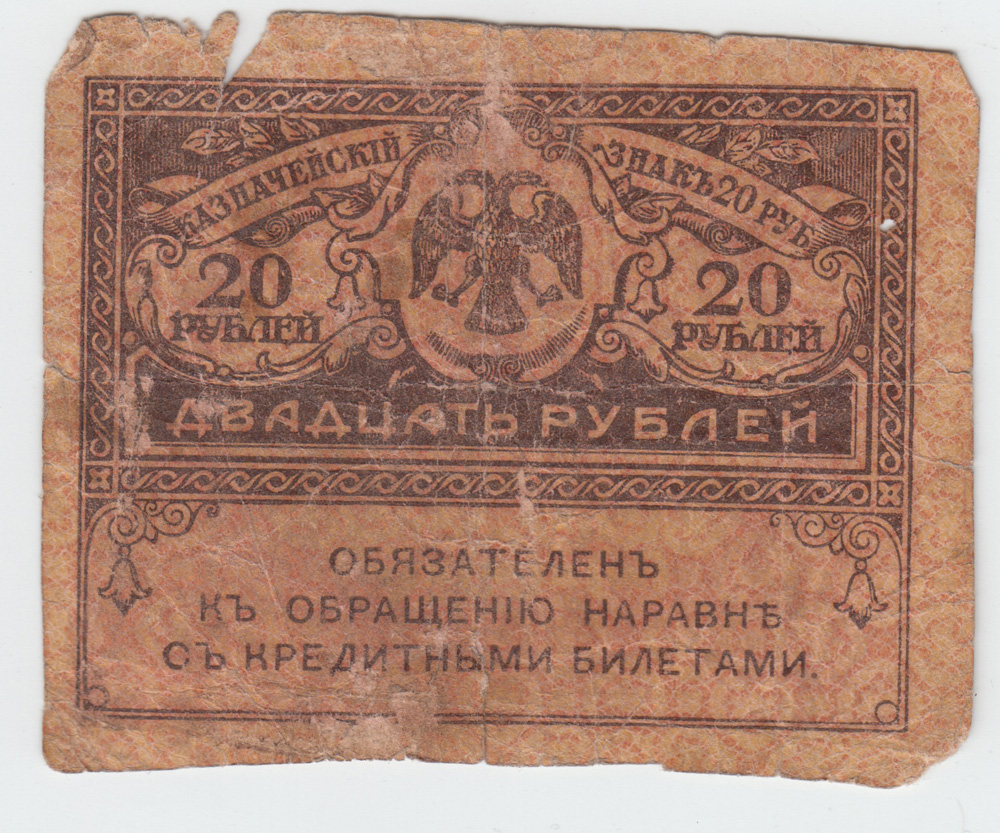 КАЗНАЧЕЙСКІЙ
ЗНАКЪ 20 РУБ.
20
РУБЛЕЙ
20
РУБЛЕЙ
ДВАДЦАТЬ РУБЛЕЙ
ОБЯЗАТЕЛЕНЪ
КЪ ОБРАЩЕНІЮ НАРАВНѢ
СЪ КРЕДИТНЫМИ БИЛЕТАМИ.